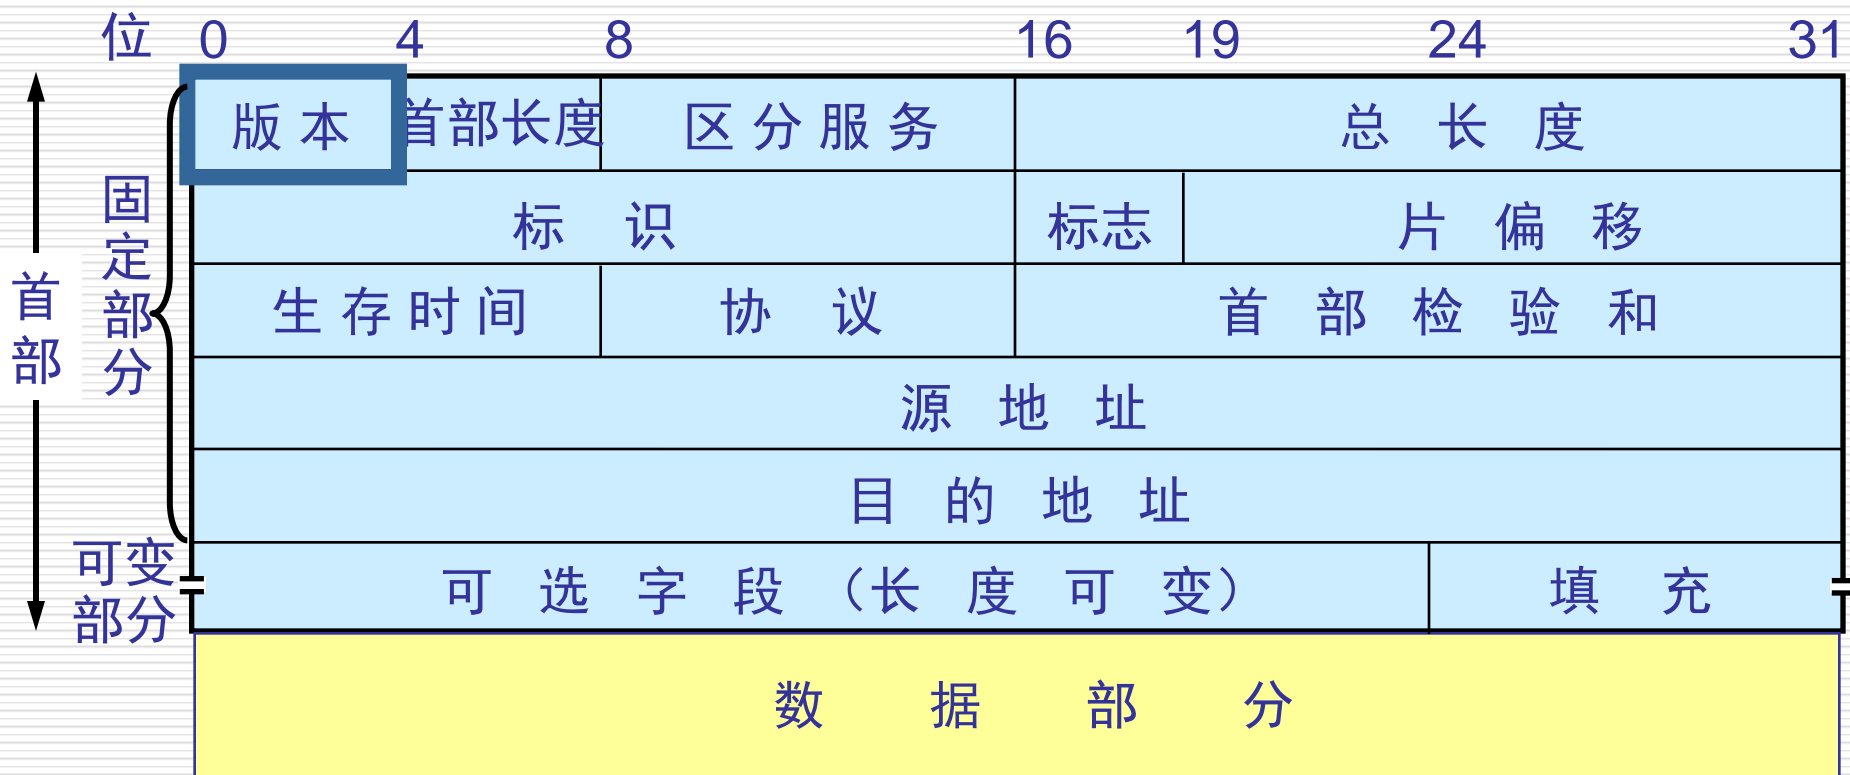 位 0 4 8 16 19 24 31
版本 首部长度 区分服务 总长度
标识 标志 片偏移
生存时间 协议 首部检验和
源地址
目的地址
可选字段（长度可变） 填充
数据部分
首部
固定部分
可变
部分